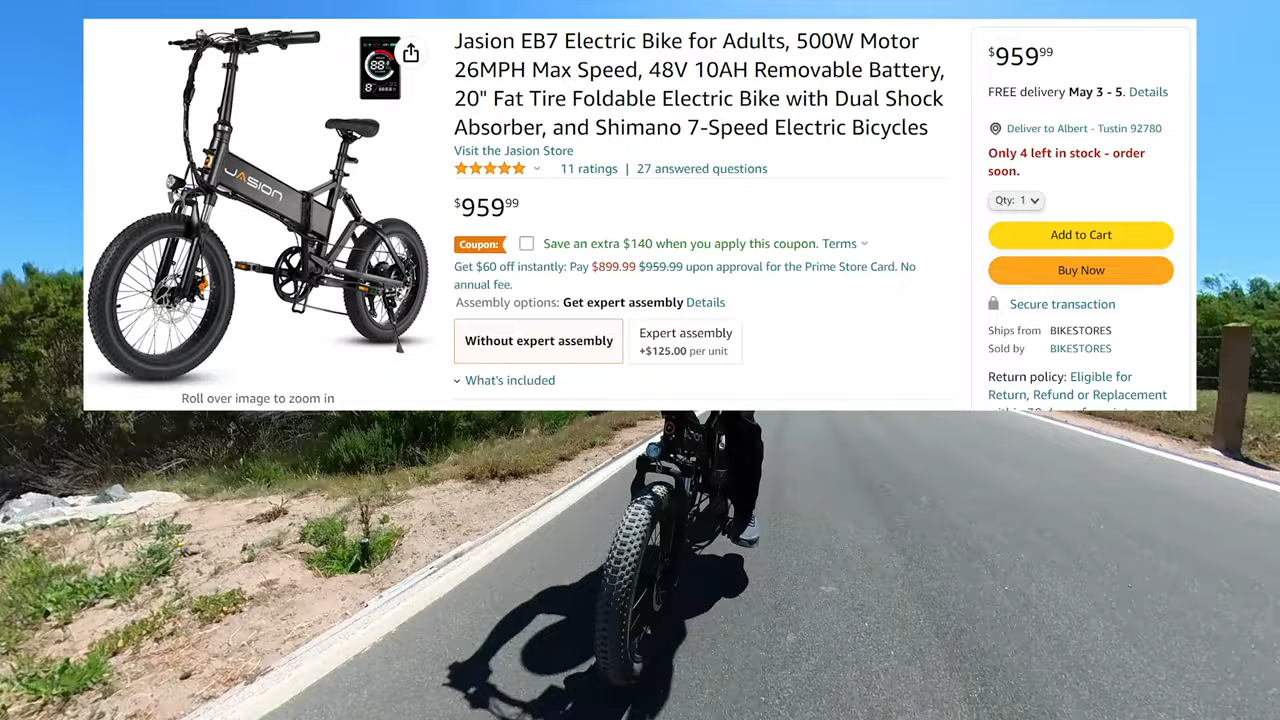 JASION
88
Jasion EB7 Electric Bike for Adults, 500W Motor
26MPH Max Speed, 48V 10AH Removable Battery,
20" Fat Tire Foldable Electric Bike with Dual Shock
Absorber, and Shimano 7-Speed Electric Bicycles
Visit the Jasion Store
11 ratings | 27 answered questions
$959 99
Coupon: Save an extra $140 when you apply this coupon. Terms
Get $60 off instantly: Pay $899.99 $959.99 upon approval for the Prime Store Card. No
annual fee.
Assembly options: Get expert assembly Details
Without expert assembly
Expert assembly
+$125.00 per unit
What's included
Roll over image to zoom in
$959 99
FREE delivery May 3 - 5. Details
Deliver to Albert - Tustin 92780
Only 4 left in stock - order
soon.
Qty: 1
Add to Cart
Buy Now
Secure transaction
Ships from BIKESTORES
Sold by BIKESTORES
Return policy: Eligible for
Return, Refund or Replacement